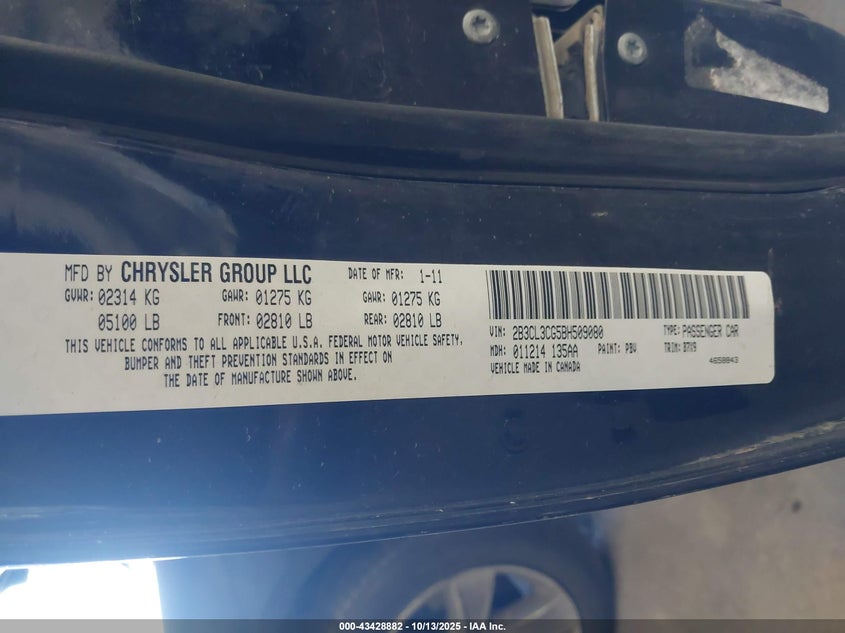 MFD BY CHRYSLER GROUP LLC DATE OF MFR: 1-11
GVWR: 02314 KG GAWR: 01275 KG GAWR: 01275 KG
05100 LB FRONT: 02810 LB REAR: 02810 LB
THIS VEHICLE CONFORMS TO ALL APPLICABLE U.S.A. FEDERAL MOTOR VEHICLE SAFETY,
BUMPER AND THEFT PREVENTION STANDARDS IN EFFECT ON
THE DATE OF MANUFACTURE SHOWN ABOVE.
VIN: 2B3CL3CG5BH509080 TYPE: PASSENGER CAR
MDH: 011214 135AA PAINT: PBV TRIM: B7V9
VEHICLE MADE IN CANADA 4658843
000-43428882 - 10/13/2025 - IAA Inc.